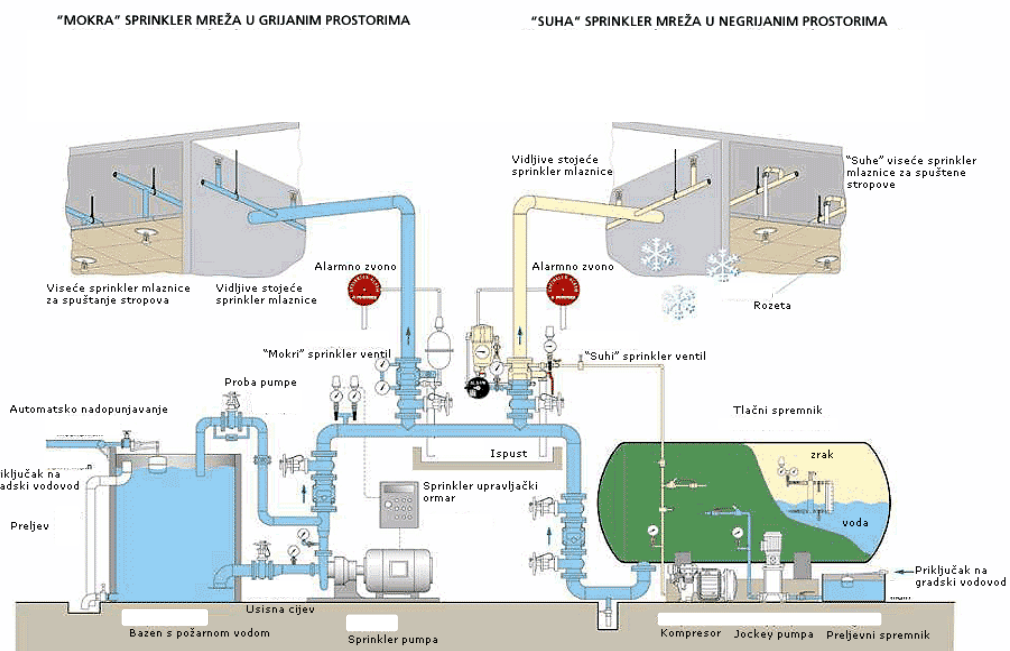 "MOKRA" SPRINKLER MREŽA U GRIJANIM PROSTORIMA
"SUHA" SPRINKLER MREŽA U NEGRIJANIM PROSTORIMA
Vidljive stojeće
sprinkler mlaznice
"Suhe" viseće sprinkler
mlaznice za spuštene
stropove
Viseće sprinkler mlaznice
za spuštanje stropova
Vidljive stojeće
sprinkler mlaznice
Alarmno zvono
Alarmno zvono
Rozeta
"Mokri" sprinkler ventil
"Suhi" sprinkler ventil
Proba pumpe
Automatsko nadopunjavanje
Tlačni spremnik
Ispust
zrak
iključak na
adski vodovod
Sprinkler upravljački
ormar
Preljev
voda
Priključak na
gradski vodovod
Usisna cijev
Bazen s požarnom vodom
Sprinkler pumpa
Kompresor
Jockey pumpa
Preljevni spremnik